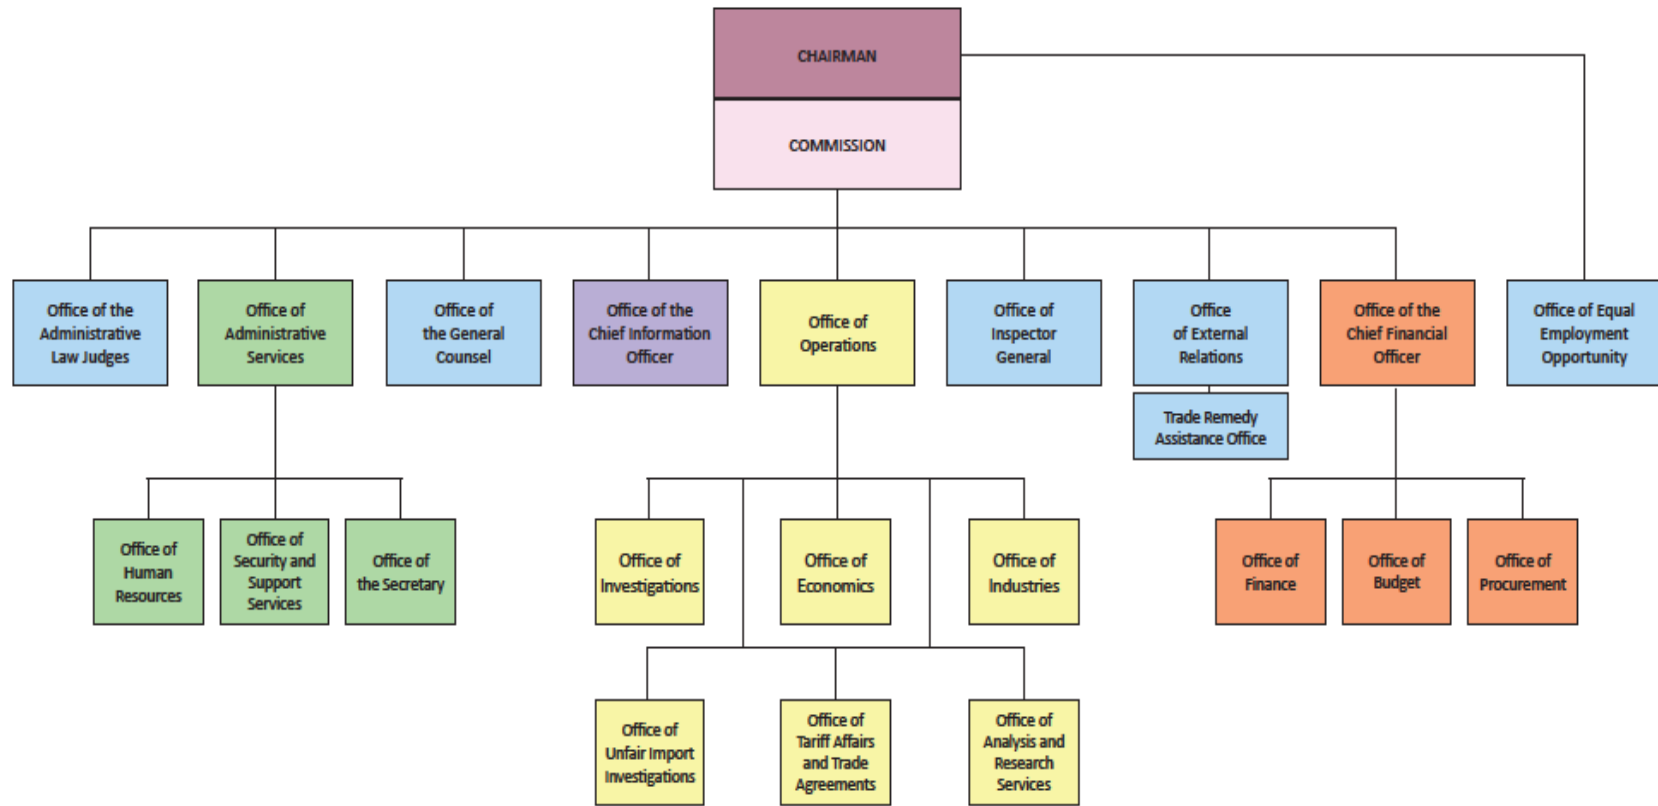 CHAIRMAN
COMMISSION
Office of the
Administrative
Law Judges
Office of
Administrative
Services
Office of
the General
Counsel
Office of the
Chief Information
Officer
Office of
Operations
Office of
Inspector
General
Office
of External
Relations
Office of the
Chief Financial
Officer
Office of Equal
Employment
Opportunity
Trade Remedy
Assistance Office
Office of
Human
Resources
Office of
Security and
Support
Services
Office of
the Secretary
Office of
Investigations
Office of
Economics
Office of
Industries
Office of
Finance
Office of
Budget
Office of
Procurement
Office of
Unfair Import
Investigations
Office of
Tariff Affairs
and Trade
Agreements
Office of
Analysis and
Research
Services